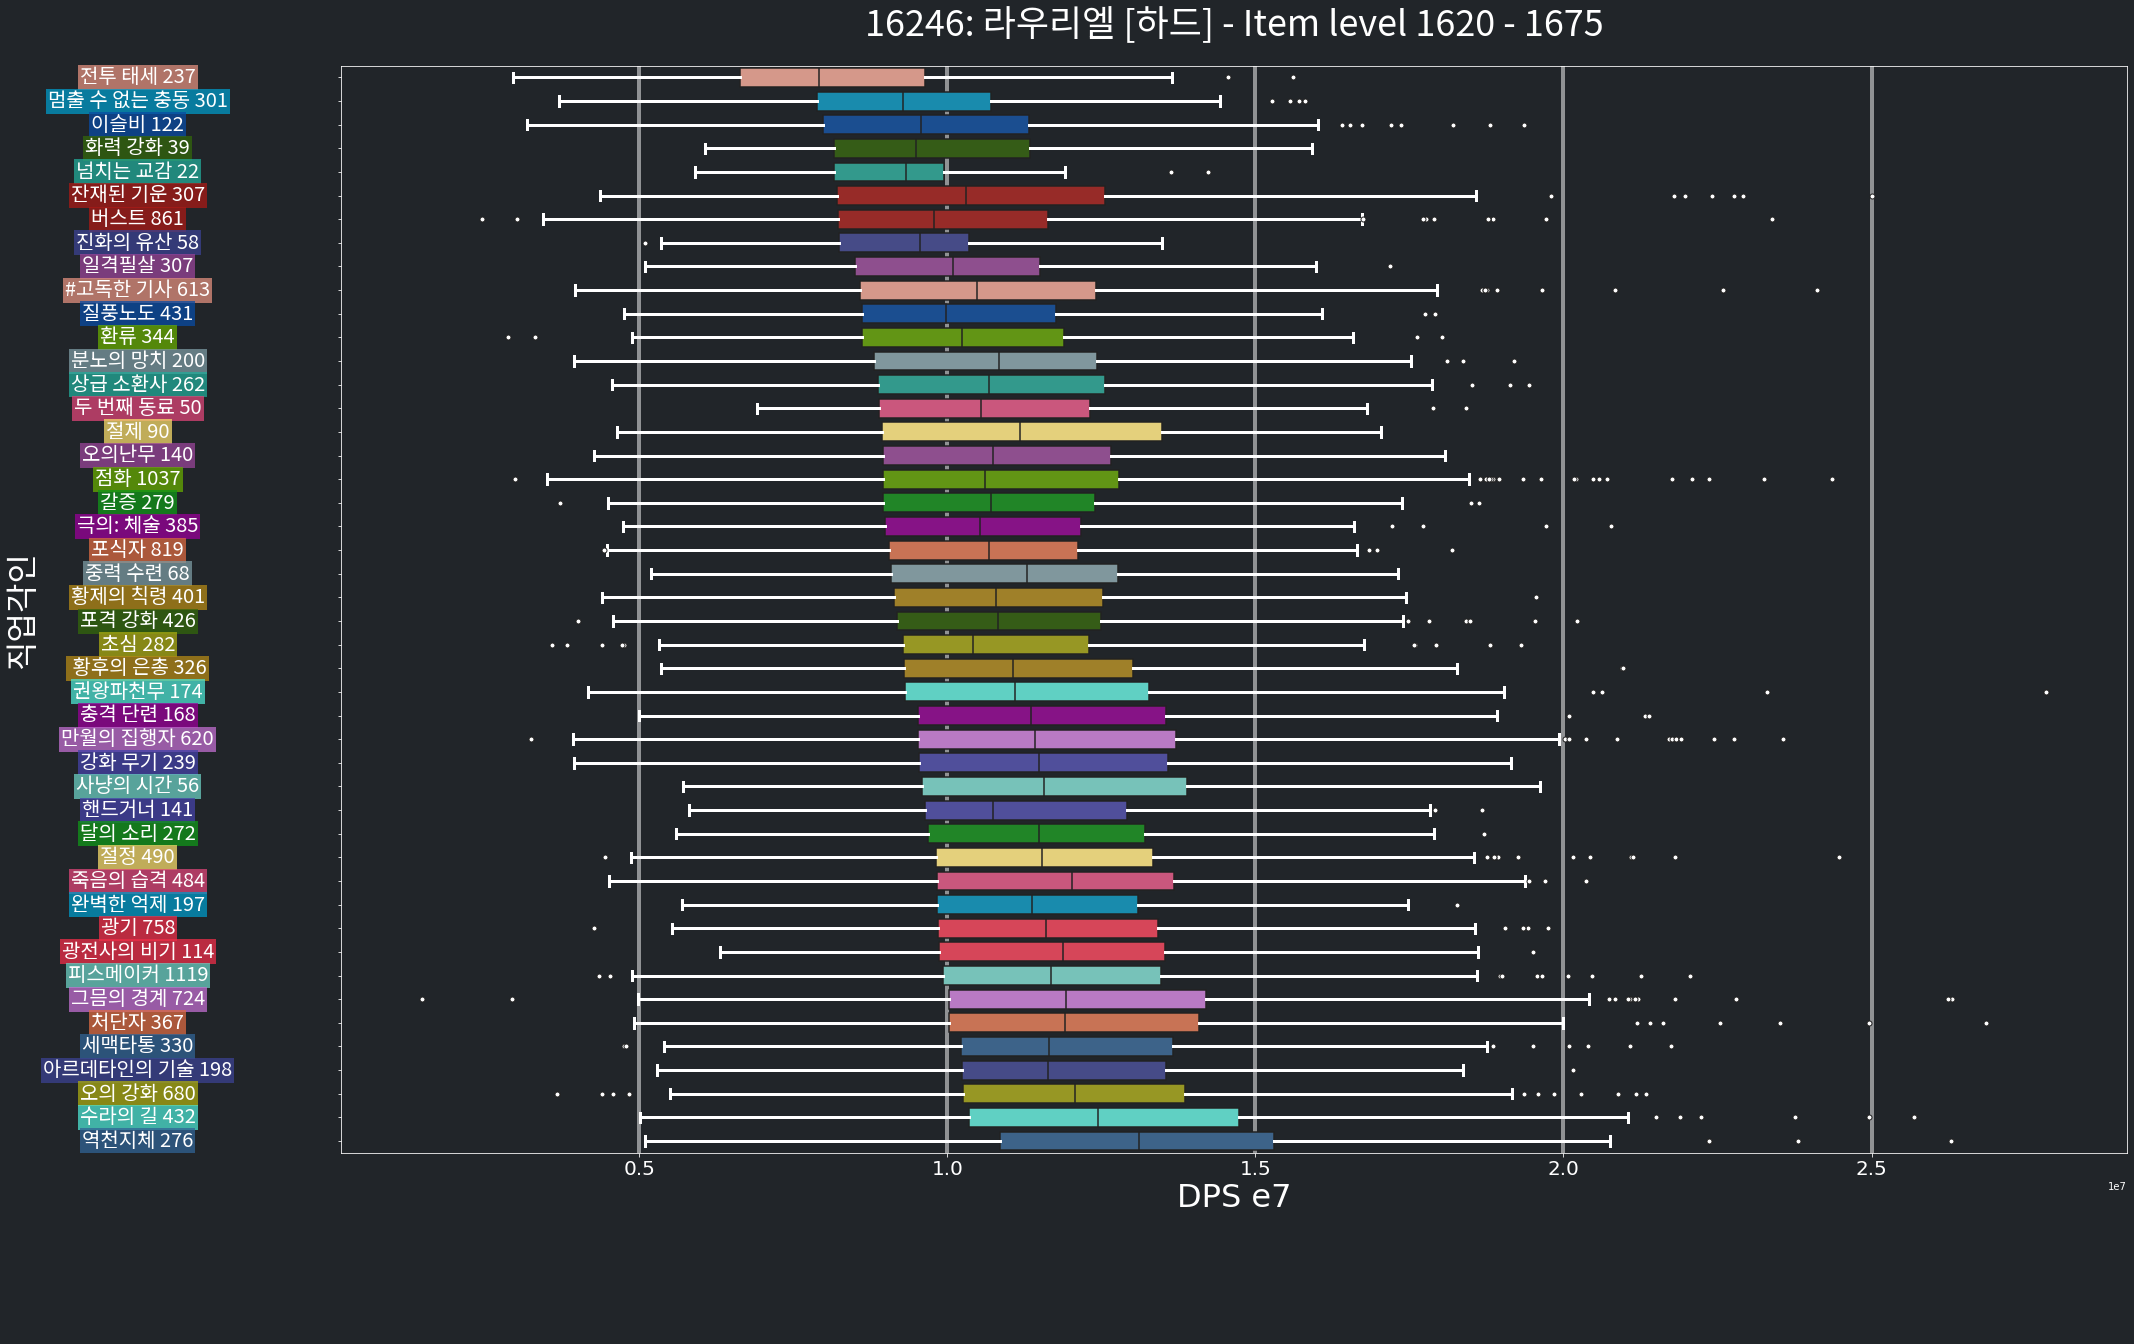 16246: 라우리엘 [하드] - Item level 1620 - 1675
전투 태세 237
멈출 수 없는 충동 301
이슬비 122
화력 강화 39
넘치는 교감 22
잔재된 기운 307
버스트 861
진화의 유산 58
일격필살 307
#고독한 기사 613
질풍노도 431
환류 344
분노의 망치 200
상급 소환사 262
두 번째 동료 50
절제 90
오의난무 140
점화 1037
갈증 279
극의: 체술 385
포식자 819
중력 수련 68
황제의 칙령 401
포격 강화 426
초심 282
황후의 은총 326
권왕파천무 174
충격 단련 168
만월의 집행자 620
강화 무기 239
사냥의 시간 56
핸드거너 141
달의 소리 272
절정 490
죽음의 습격 484
완벽한 억제 197
광기 758
광전사의 비기 114
피스메이커 1119
그믐의 경계 724
처단자 367
세맥타통 330
아르데타인의 기술 198
오의 강화 680
수라의 길 432
역천지체 276
직업각인
0.5 1.0 1.5 2.0 2.5
DPS e7
1e7